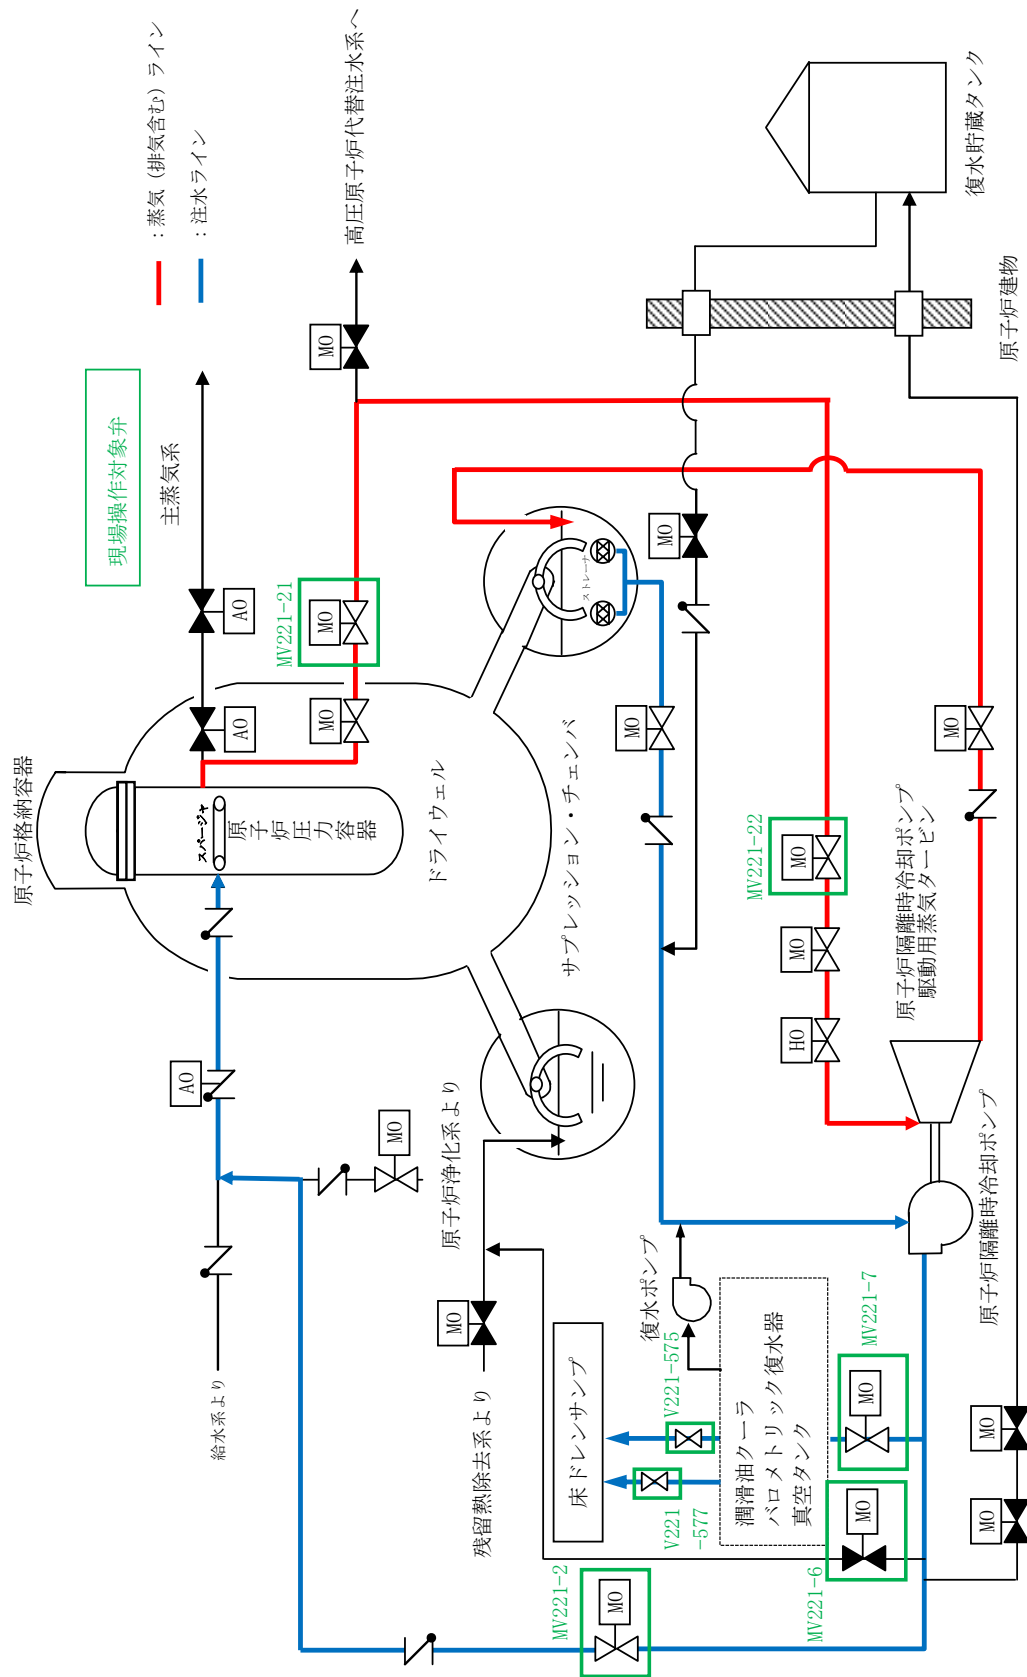 ：蒸気（排気含む）ライン
：注水ライン
現場操作対象弁
原子炉格納容器
主蒸気系
高圧原子炉代替注水系へ
AO
AO
MO
MO
MV221-21
MO
スパージャ
原子炉
圧力
容器
ドライウェル
サプレッション・チェンバ
ストレーナ
MO
MO
復水貯蔵タンク
原子炉建物
AO
MO
給水系より
原子炉浄化系より
MO
残留熱除去系より
MV221-22
MO
MO
HO
MO
原子炉隔離時冷却ポンプ
駆動用蒸気タービン
原子炉隔離時冷却ポンプ
復水ポンプ
床ドレンサンプ
V221-575
V221
-577
潤滑油クーラ
バロメトリック復水器
真空タンク
MV221-7
MO
MV221-6
MO
MV221-2
MO
MO
MO